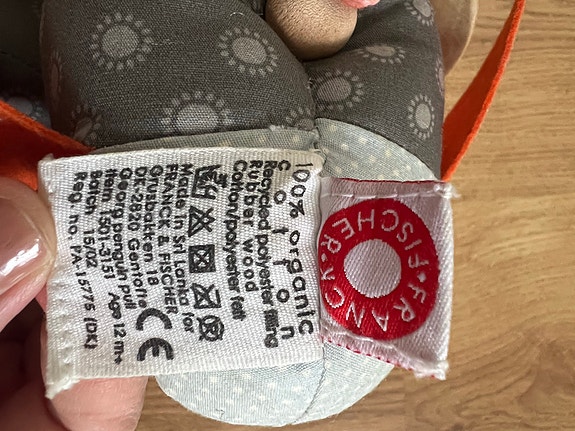 100% organic
Cotton
Recycled polyester filling
Rubber wood
Cotton/polyester felt
CE
Made in Sri Lanka for
FRANCK & FISCHER
Grusbakken 18
DK-2820 Gentofte
Georg penguin pull
Item 1501-3151 Age 12 m+
Batch 15.02
Reg no. PA-15775 (DK)
FRANCK·FISCHER·